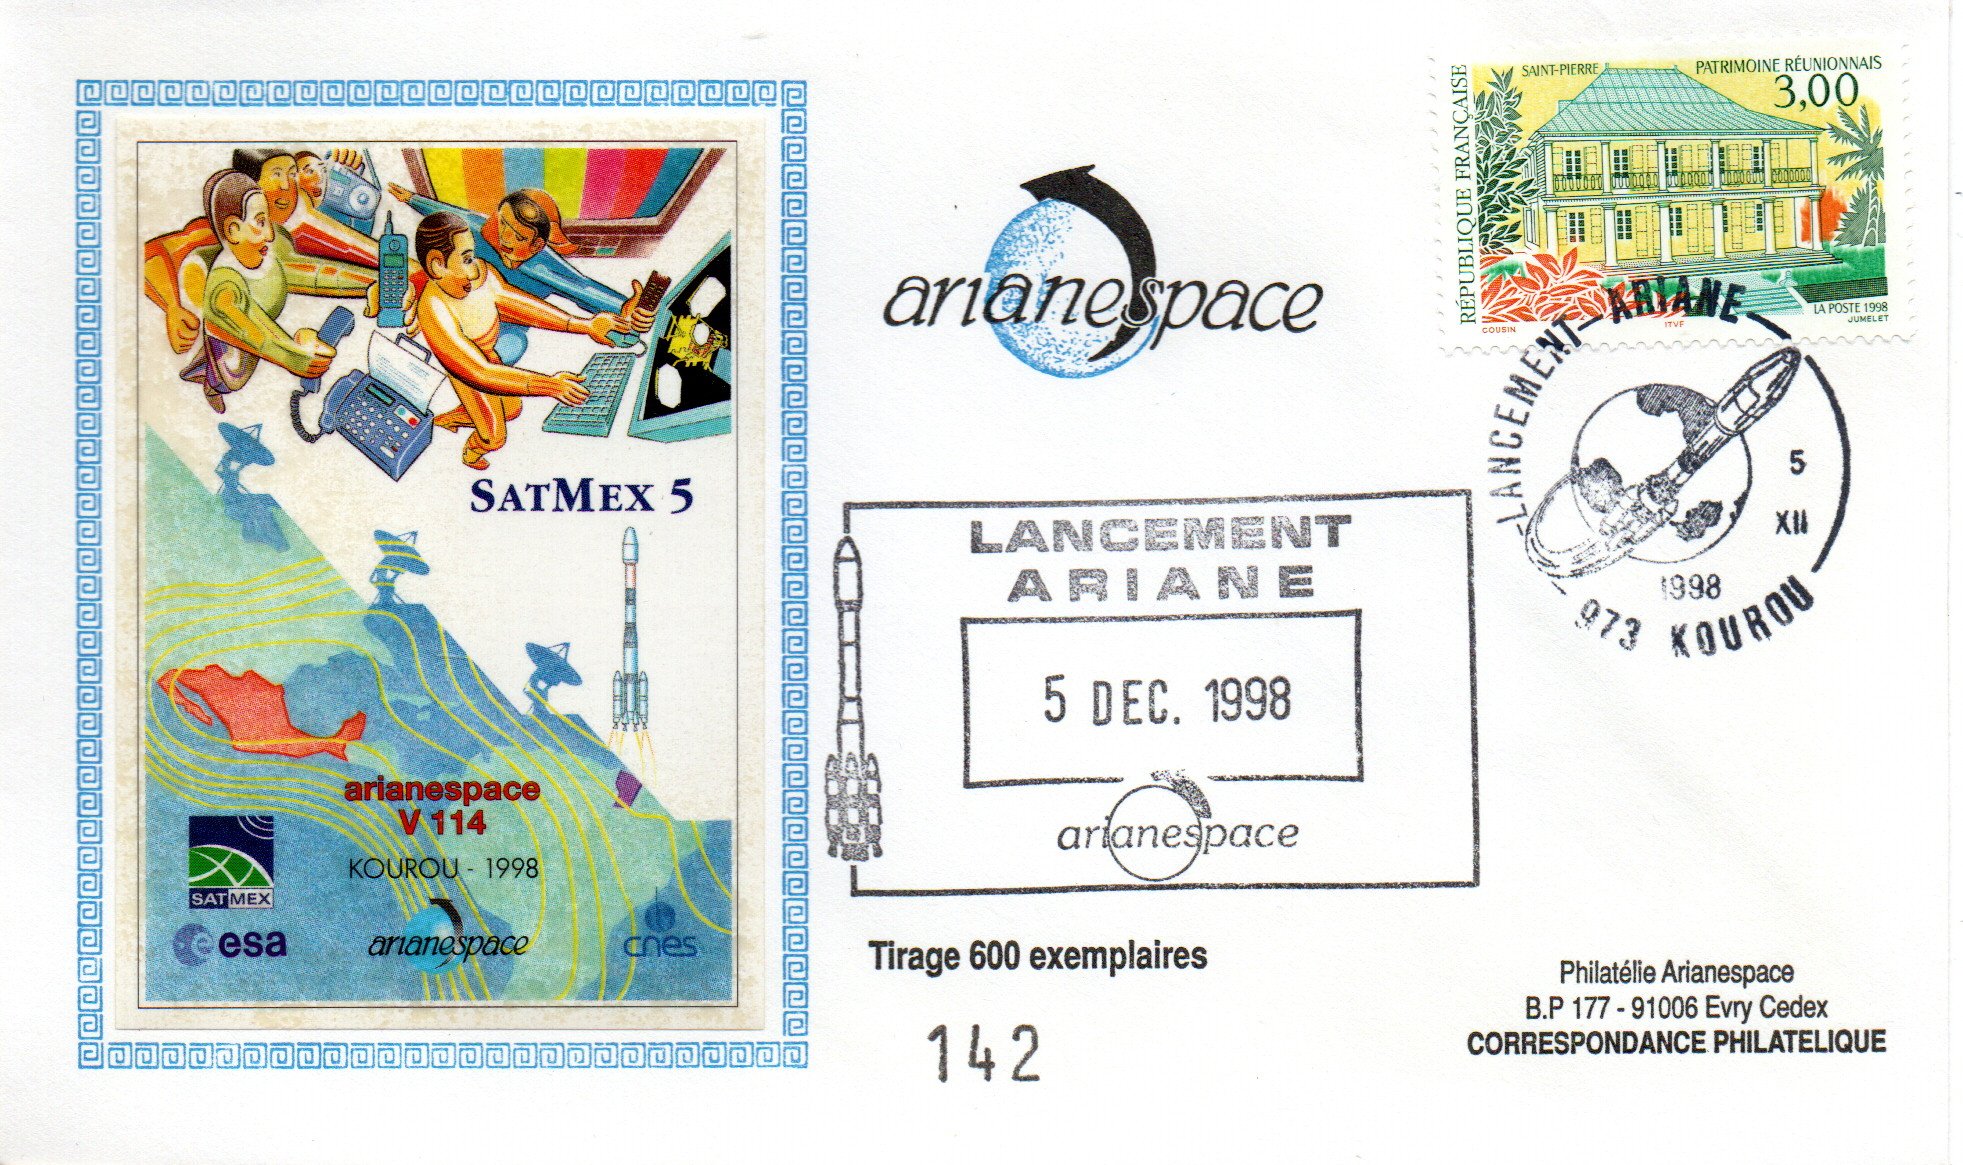 SATMEX 5
arianespace
V 114
KOUROU - 1998
SATMEX
esa
arianespace
cnes
arianespace
LANCEMENT
ARIANE
5 DEC. 1998
arianespace
Tirage 600 exemplaires
142
RÉPUBLIQUE FRANÇAISE
SAINT-PIERRE
PATRIMOINE RÉUNIONNAIS
3,00
LA POSTE 1998
COUSIN
ITVF
JUMELET
LANCEMENT ARIANE
5
XII
1998
973 KOUROU
Philatélie Arianespace
B.P 177 - 91006 Evry Cedex
CORRESPONDANCE PHILATELIQUE